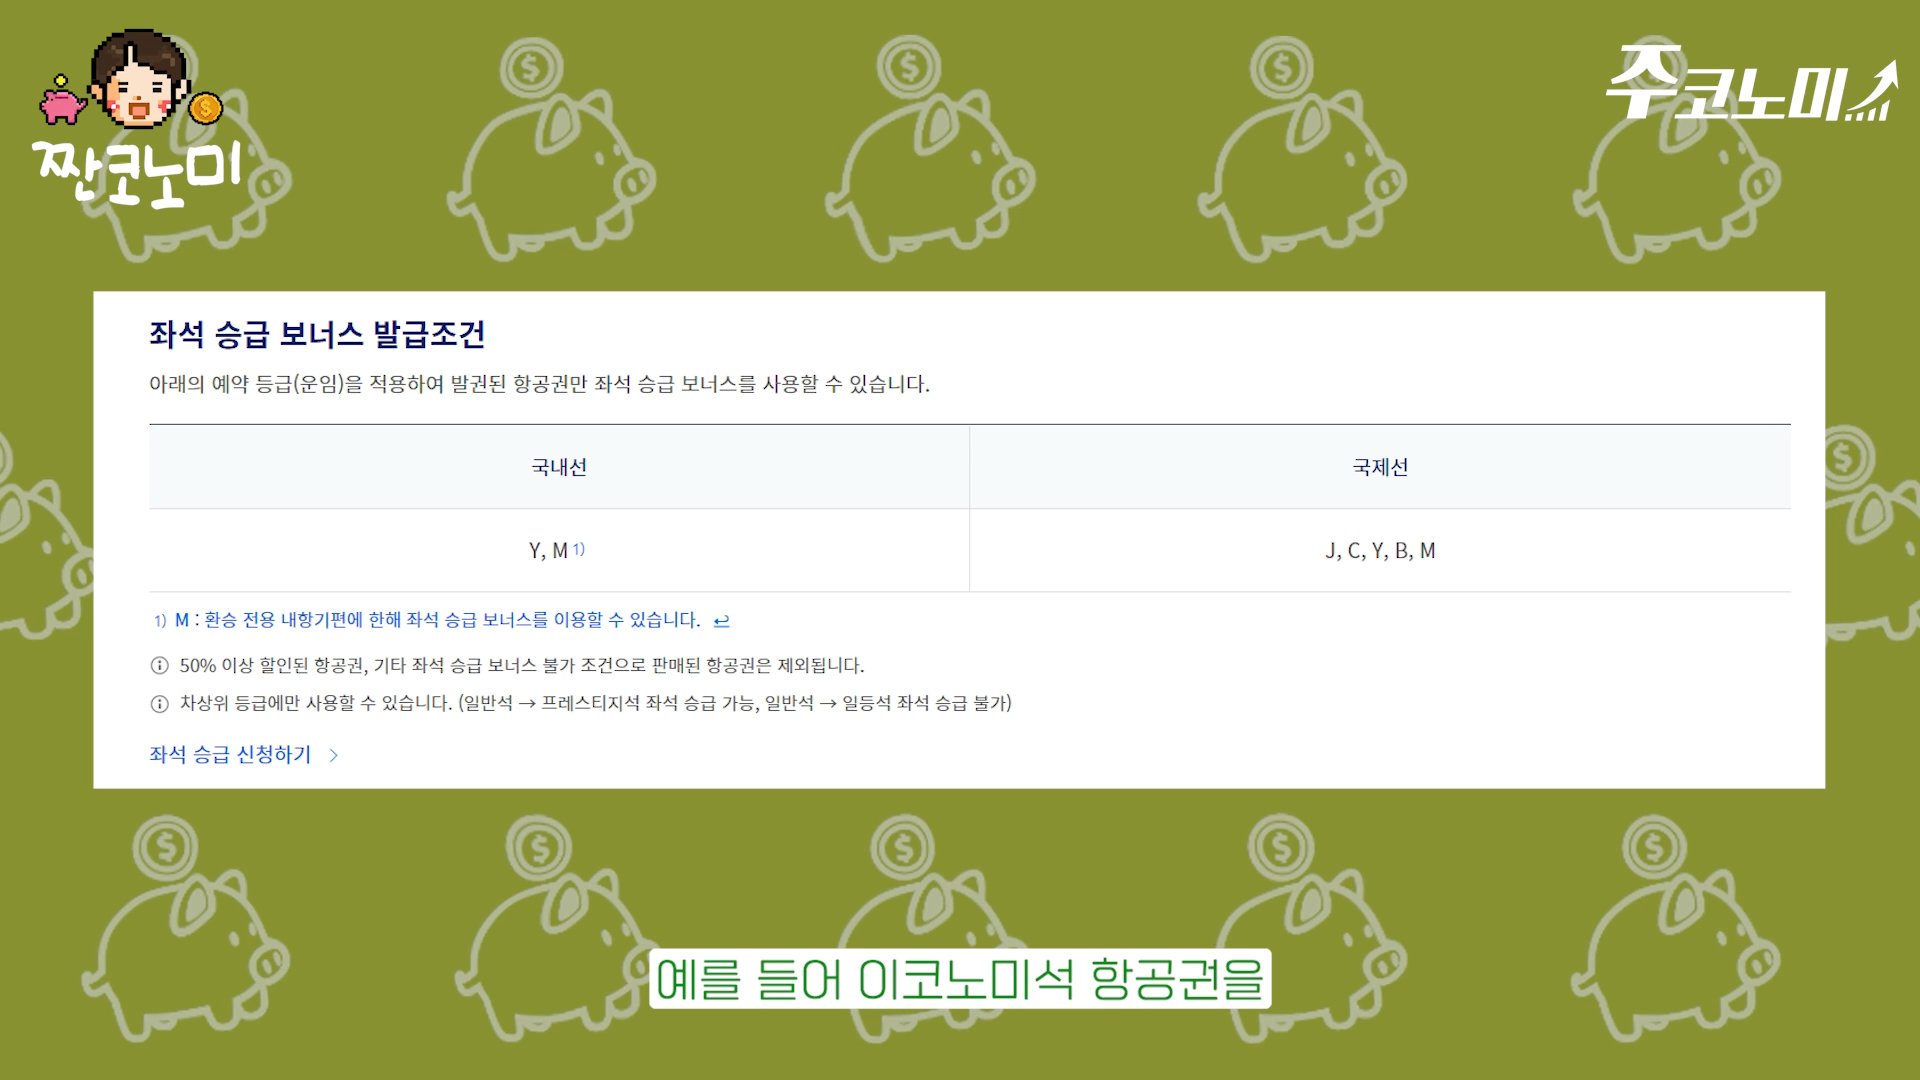 짠코노미
주코노미
좌석 승급 보너스 발급조건
아래의 예약 등급(운임)을 적용하여 발권된 항공권만 좌석 승급 보너스를 사용할 수 있습니다.
국내선
국제선
Y, M 1)
J, C, Y, B, M
1) M : 환승 전용 내항기편에 한해 좌석 승급 보너스를 이용할 수 있습니다.
50% 이상 할인된 항공권, 기타 좌석 승급 보너스 불가 조건으로 판매된 항공권은 제외됩니다.
차상위 등급에만 사용할 수 있습니다. (일반석 → 프레스티지석 좌석 승급 가능, 일반석 → 일등석 좌석 승급 불가)
좌석 승급 신청하기 >
예를 들어 이코노미석 항공권을